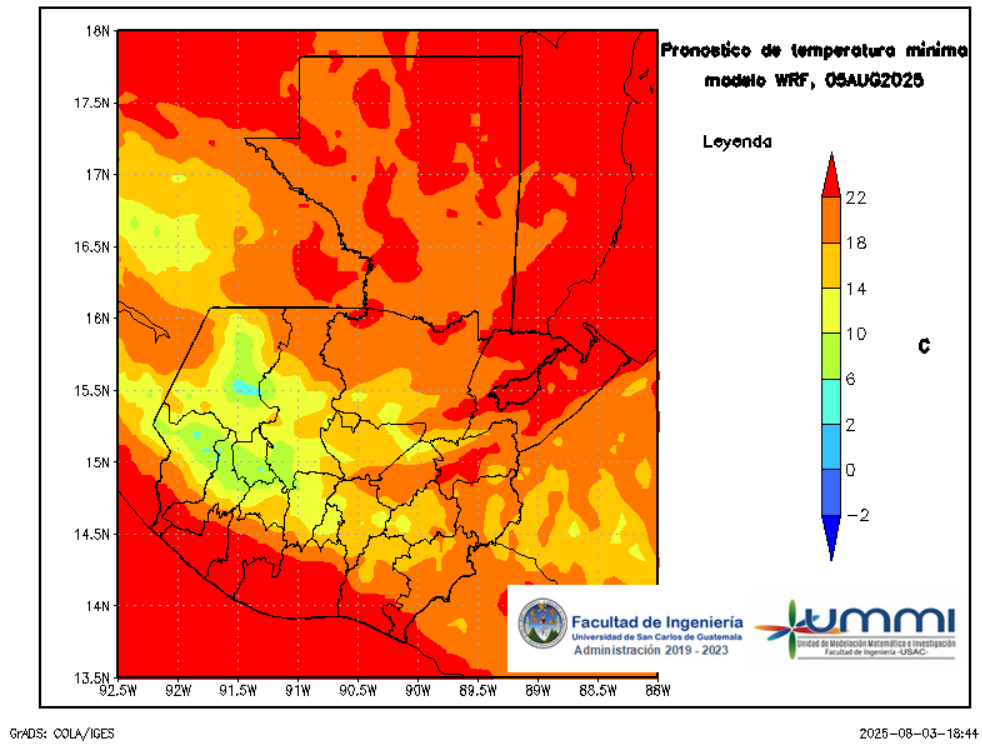 Pronostico de temperatura minima
modelo WRF, 05AUG2025
Leyenda
22
18
14
10
6
2
0
−2
C
18N
17.5N
17N
16.5N
16N
15.5N
15N
14.5N
14N
13.5N
92.5W
92W
91.5W
91W
90.5W
90W
89.5W
89W
88.5W
88W
Facultad de Ingeniería
Universidad de San Carlos de Guatemala
Administración 2019 - 2023
ummi
Unidad de Modelación Matemática e Investigación
Facultad de Ingeniería -USAC-
GrADS: COLA/IGES
2025-08-03-18:44